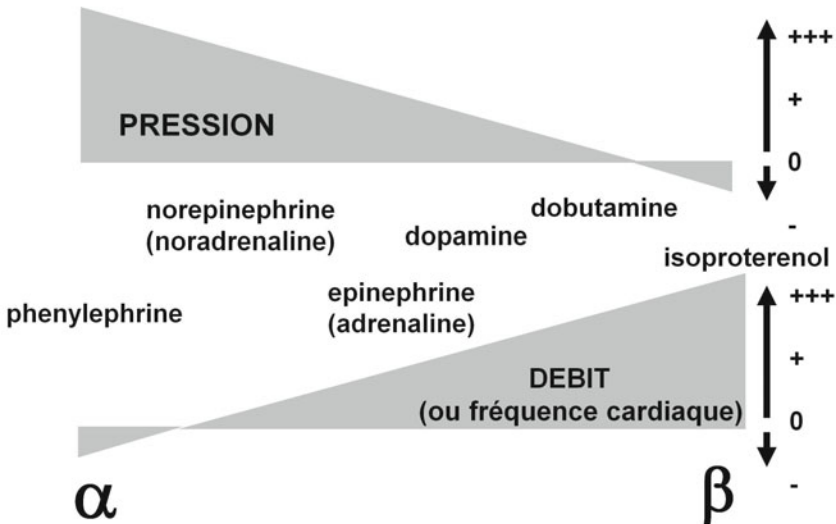 +++
PRESSION
+
0
norepinephrine
(noradrenaline)
dobutamine
dopamine
-
isoproterenol
epinephrine
(adrenaline)
phenylephrine
+++
+
DEBIT
(ou fréquence cardiaque)
0
-
α
β